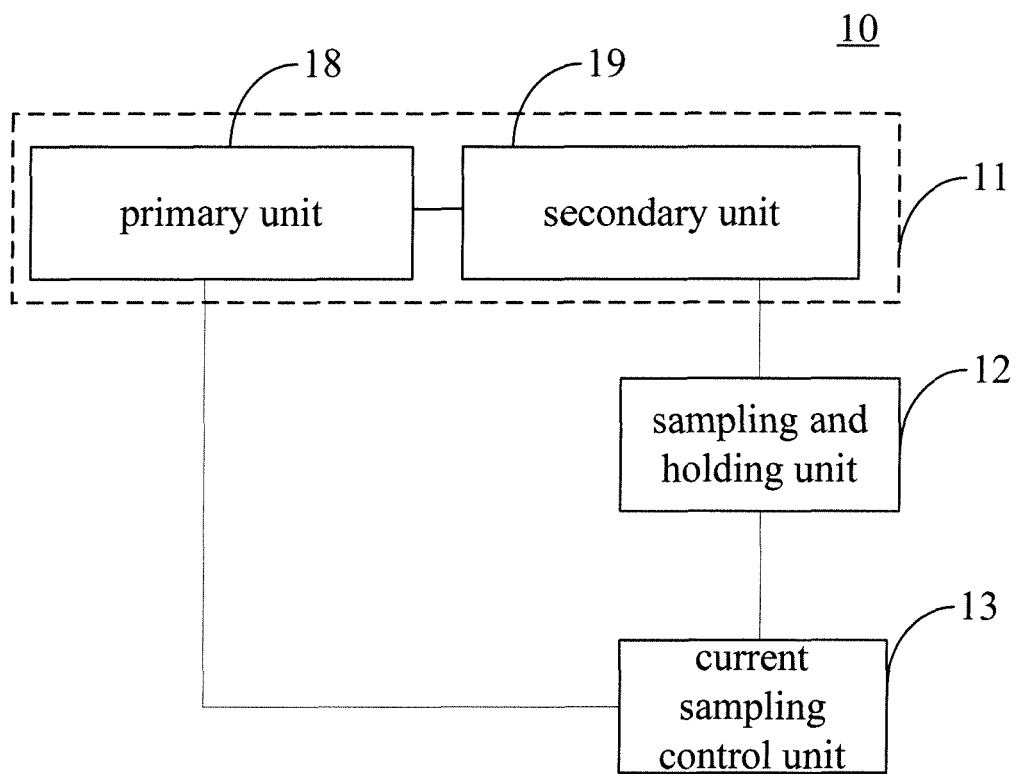 10
18
19
primary unit
secondary unit
11
sampling and
holding unit
12
current
sampling
control unit
13